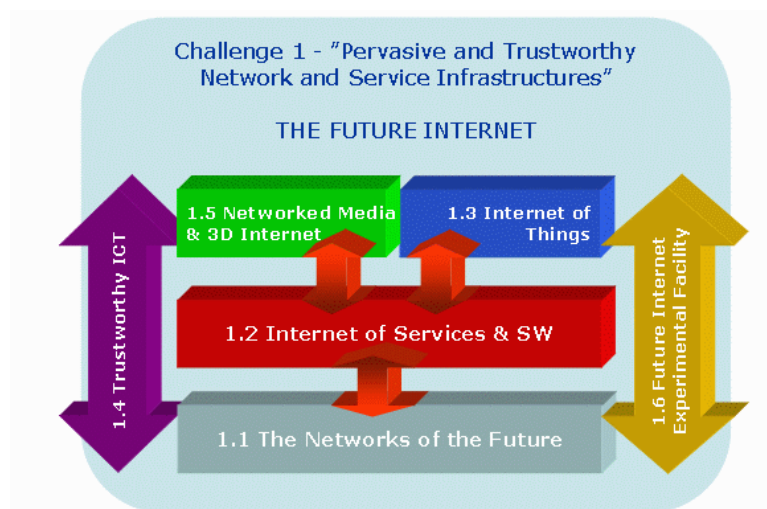 Challenge 1 - "Pervasive and Trustworthy
Network and Service Infrastructures"
THE FUTURE INTERNET
1.5 Networked Media
& 3D Internet
1.3 Internet of
Things
1.2 Internet of Services & SW
1.1 The Networks of the Future
1.4 Trustworthy ICT
1.6 Future Internet
Experimental Facility